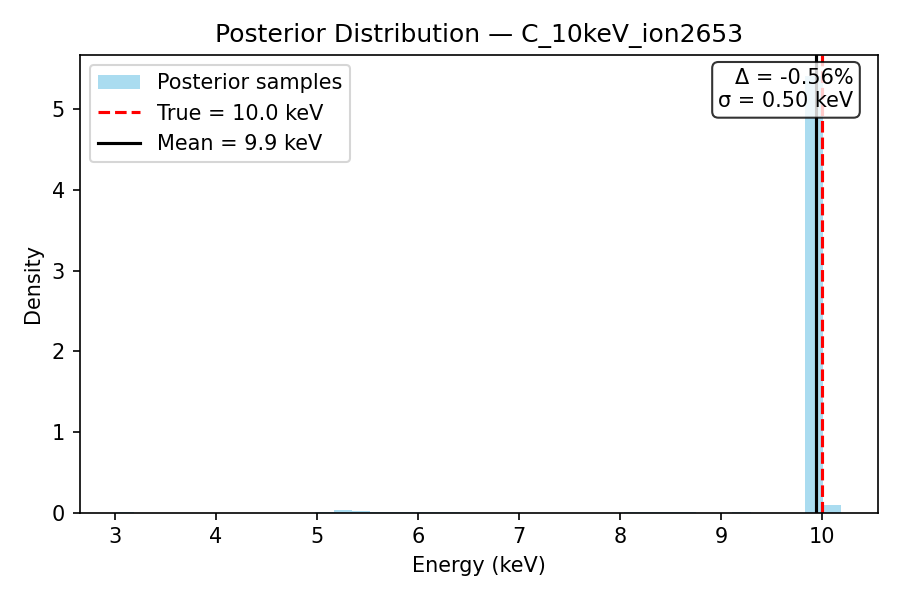 Posterior Distribution — C_10keV_ion2653
Posterior samples
True = 10.0 keV
Mean = 9.9 keV
Δ = -0.56%
σ = 0.50 keV
Density
5
4
3
2
1
0
3 4 5 6 7 8 9 10
Energy (keV)